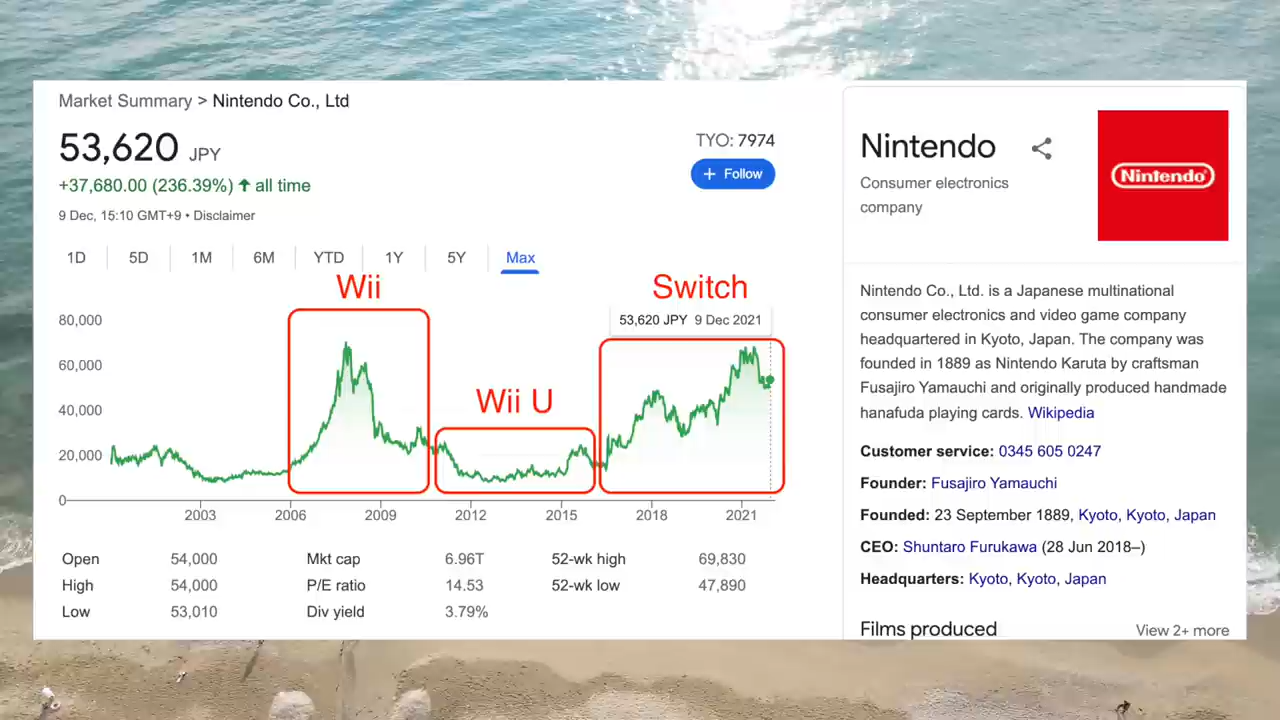 Market Summary > Nintendo Co., Ltd
53,620 JPY
TYO: 7974
+ Follow
+37,680.00 (236.39%) ↑ all time
9 Dec, 15:10 GMT+9 • Disclaimer
1D 5D 1M 6M YTD 1Y 5Y Max
Wii
Switch
53,620 JPY 9 Dec 2021
Wii U
80,000
60,000
40,000
20,000
0
2003 2006 2009 2012 2015 2018 2021
Open 54,000 Mkt cap 6.96T 52-wk high 69,830
High 54,000 P/E ratio 14.53 52-wk low 47,890
Low 53,010 Div yield 3.79%
Nintendo
Consumer electronics
company
Nintendo
Nintendo Co., Ltd. is a Japanese multinational
consumer electronics and video game company
headquartered in Kyoto, Japan. The company was
founded in 1889 as Nintendo Karuta by craftsman
Fusajiro Yamauchi and originally produced handmade
hanafuda playing cards. Wikipedia
Customer service: 0345 605 0247
Founder: Fusajiro Yamauchi
Founded: 23 September 1889, Kyoto, Kyoto, Japan
CEO: Shuntaro Furukawa (28 Jun 2018–)
Headquarters: Kyoto, Kyoto, Japan
Films produced
View 2+ more